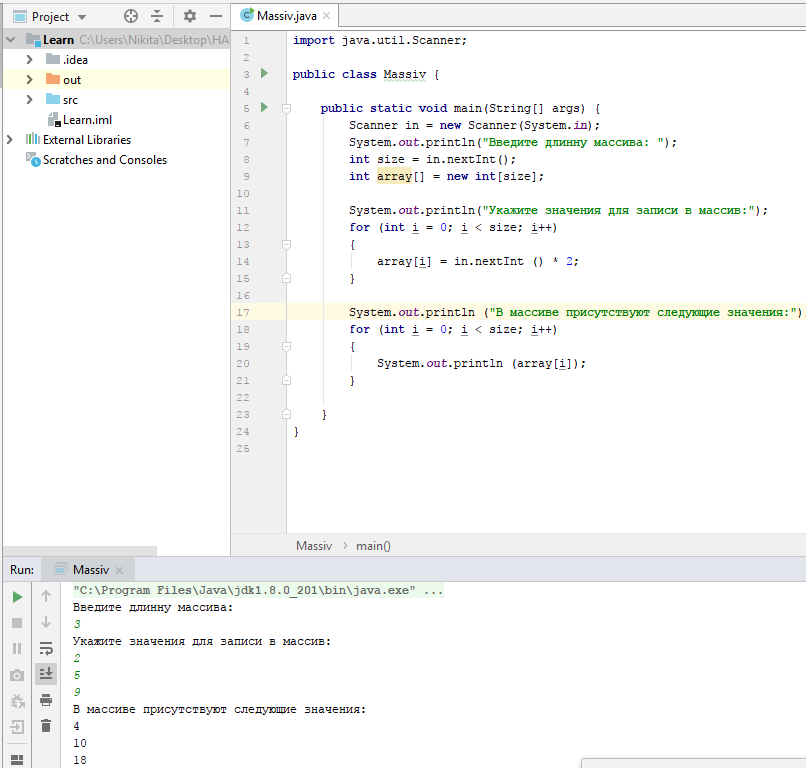 Project
Massiv.java
Learn C:\Users\Nikita\Desktop\HA
.idea
out
src
Learn.iml
External Libraries
Scratches and Consoles
1 import java.util.Scanner;
2
3 public class Massiv {
4
5 public static void main(String[] args) {
6 Scanner in = new Scanner(System.in);
7 System.out.println("Введите длинну массива: ");
8 int size = in.nextInt();
9 int array[] = new int[size];
10
11 System.out.println("Укажите значения для записи в массив:");
12 for (int i = 0; i < size; i++)
13 {
14 array[i] = in.nextInt () * 2;
15 }
16
17 System.out.println ("В массиве присутствуют следующие значения:")
18 for (int i = 0; i < size; i++)
19 {
20 System.out.println (array[i]);
21 }
22
23 }
24 }
25
Massiv › main()
Run: Massiv
"C:\Program Files\Java\jdk1.8.0_201\bin\java.exe" ...
Введите длинну массива:
3
Укажите значения для записи в массив:
2
5
9
В массиве присутствуют следующие значения:
4
10
18